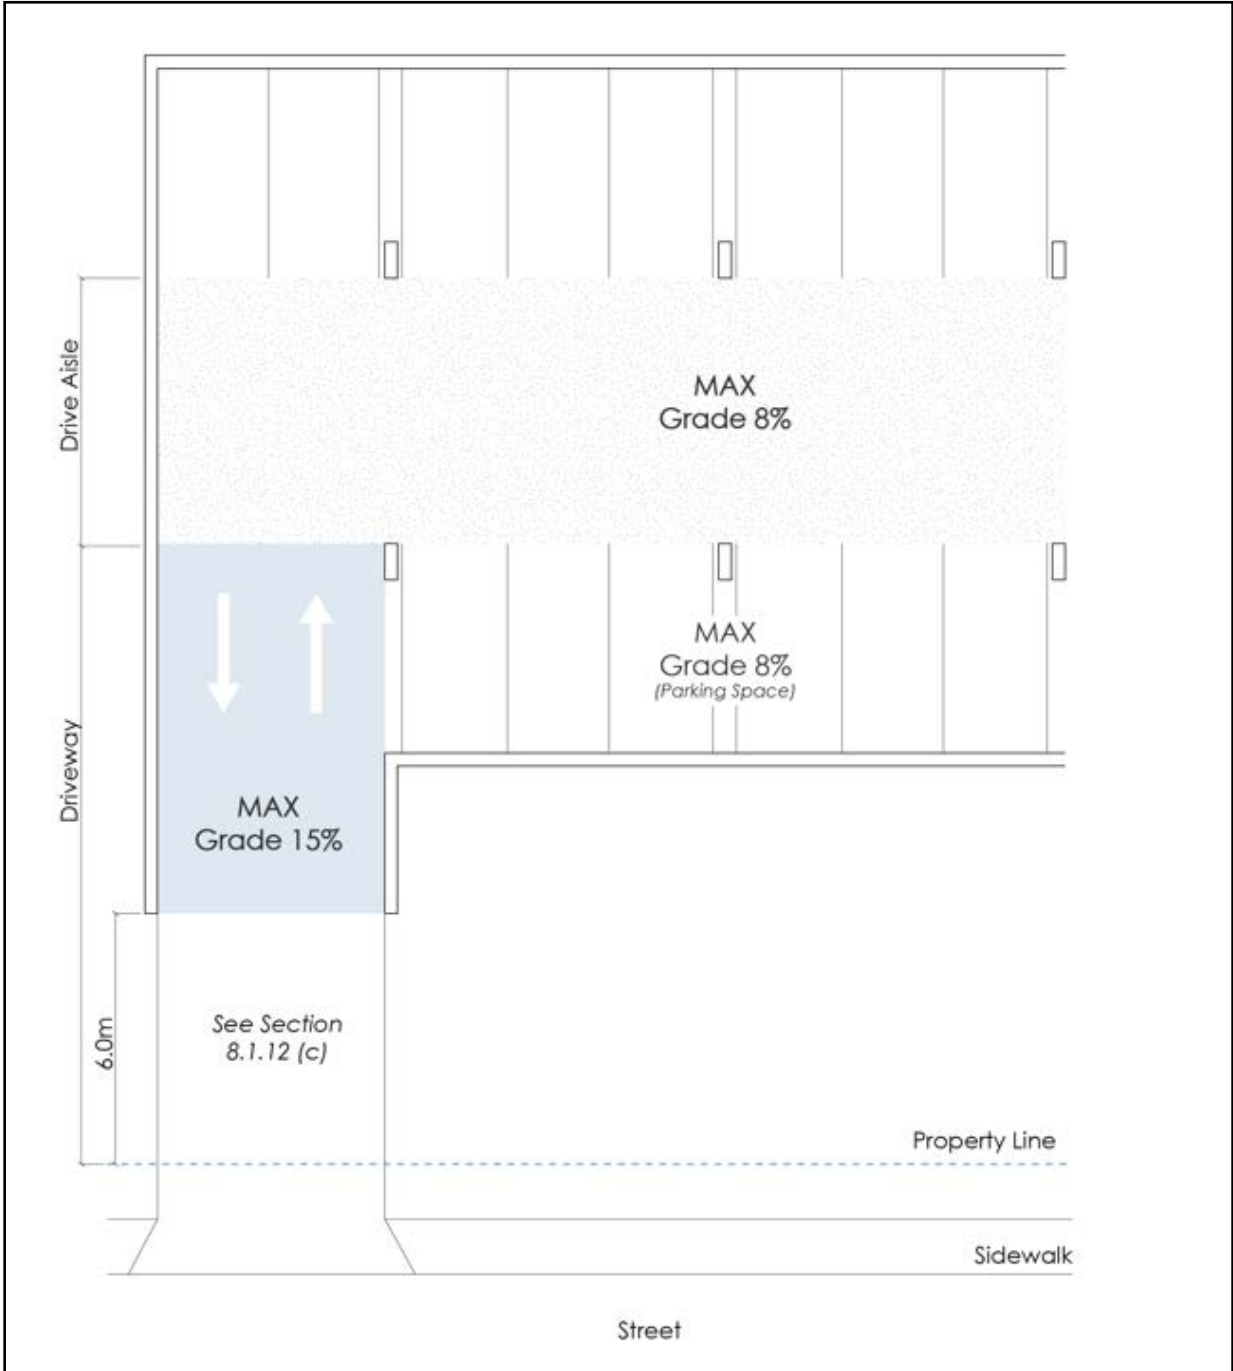 Drive Aisle
MAX
Grade 8%
MAX
Grade 8%
(Parking Space)
Driveway
MAX
Grade 15%
6.0m
See Section
8.1.12 (c)
Property Line
Sidewalk
Street